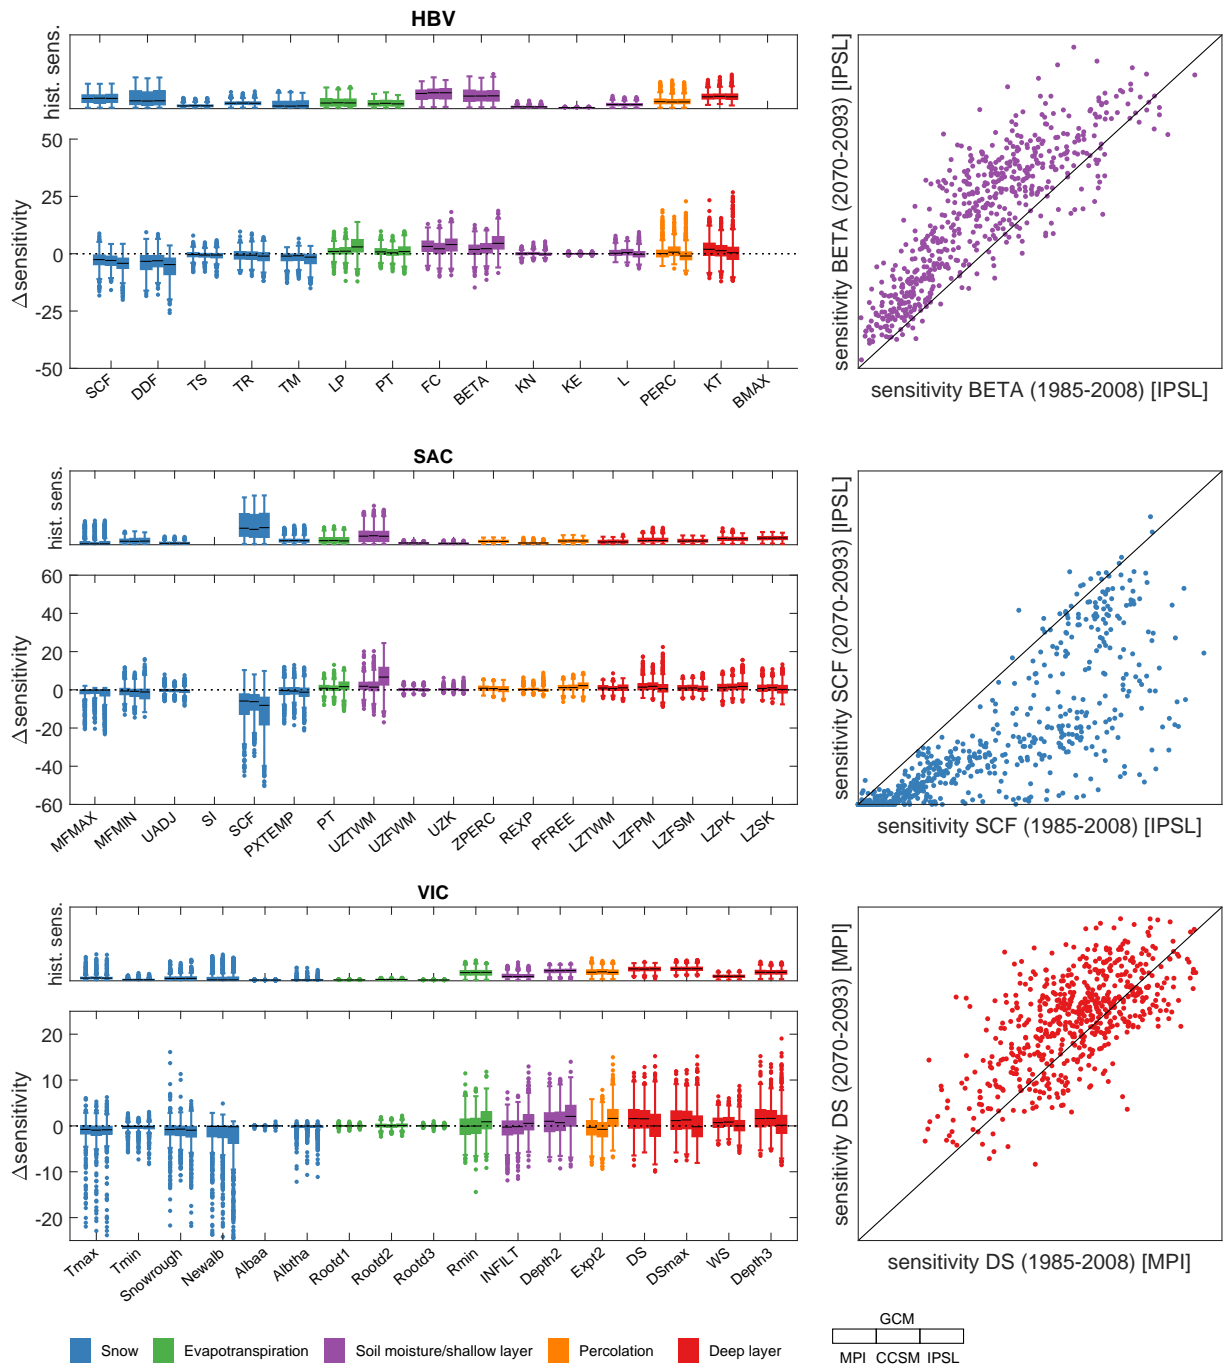 HBV
hist. sens.
Δsensitivity
50
25
0
-25
-50
SCF DDF TS TR TM LP PT FC BETA KN KE L PERC KT BMAX
sensitivity BETA (2070-2093) [IPSL]
sensitivity BETA (1985-2008) [IPSL]
SAC
hist. sens.
Δsensitivity
60
40
20
0
-20
-40
-60
MFMAX MFMIN UADJ SI SCF PXTEMP PT UZTWM UZFWM UZK ZPERC REXP PFREE LZTWM LZFPM LZFSM LZPK LZSK
sensitivity SCF (2070-2093) [IPSL]
sensitivity SCF (1985-2008) [IPSL]
VIC
hist. sens.
Δsensitivity
20
10
0
-10
-20
Tmax Tmin Snowrough Newalb Albaa Albtha Rootd1 Rootd2 Rootd3 Rmin INFILT Depth2 Expt2 DS DSmax WS Depth3
sensitivity DS (2070-2093) [MPI]
sensitivity DS (1985-2008) [MPI]
Snow Evapotranspiration Soil moisture/shallow layer Percolation Deep layer
GCM
MPI CCSM IPSL